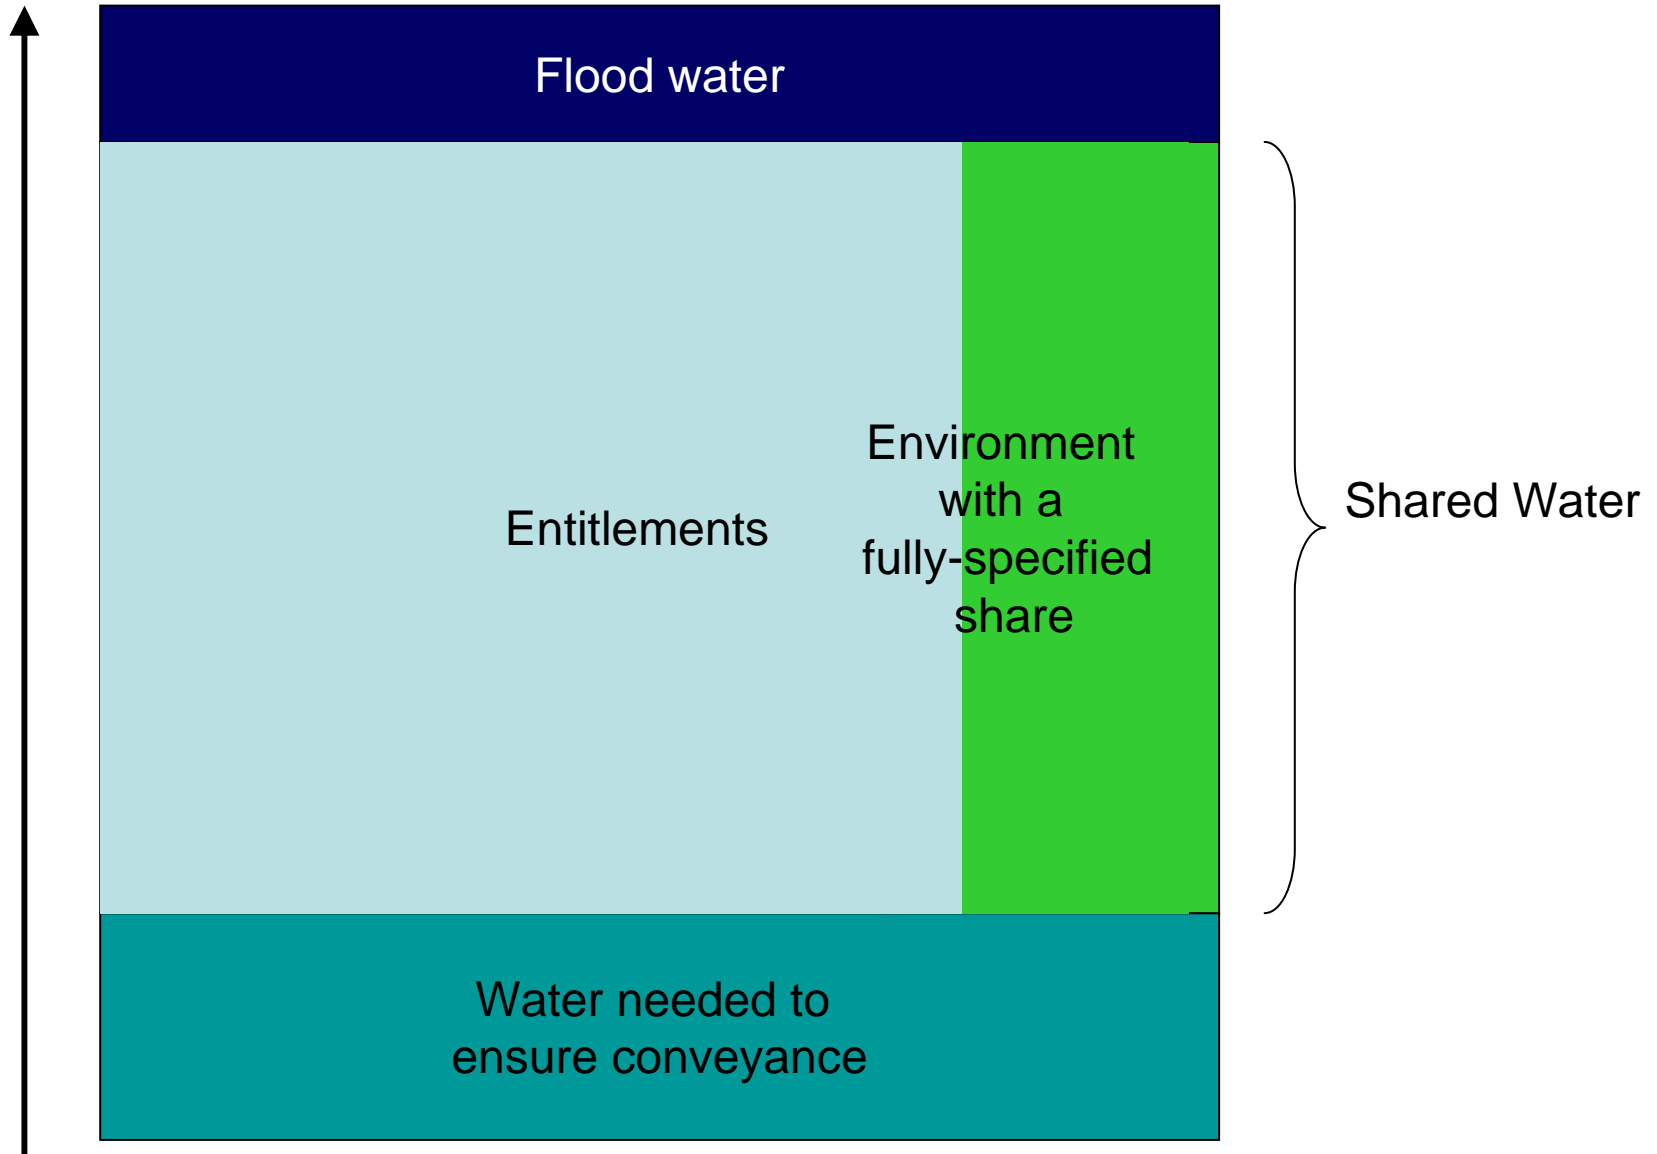 Flood water
Entitlements
Environment
with a
fully-specified
share
Shared Water
Water needed to
ensure conveyance